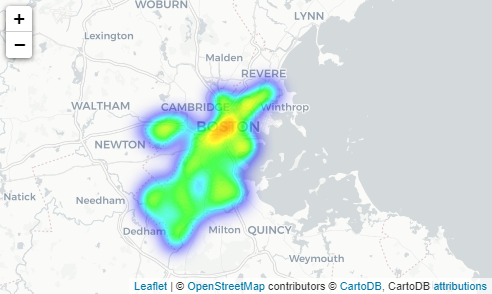 +
−
WOBURN
LYNN
Lexington
Malden
REVERE
WALTHAM
CAMBRIDGE
Winthrop
BOSTON
NEWTON
Natick
Needham
Dedham
Milton
QUINCY
Weymouth
Leaflet | © OpenStreetMap contributors © CartoDB, CartoDB attributions